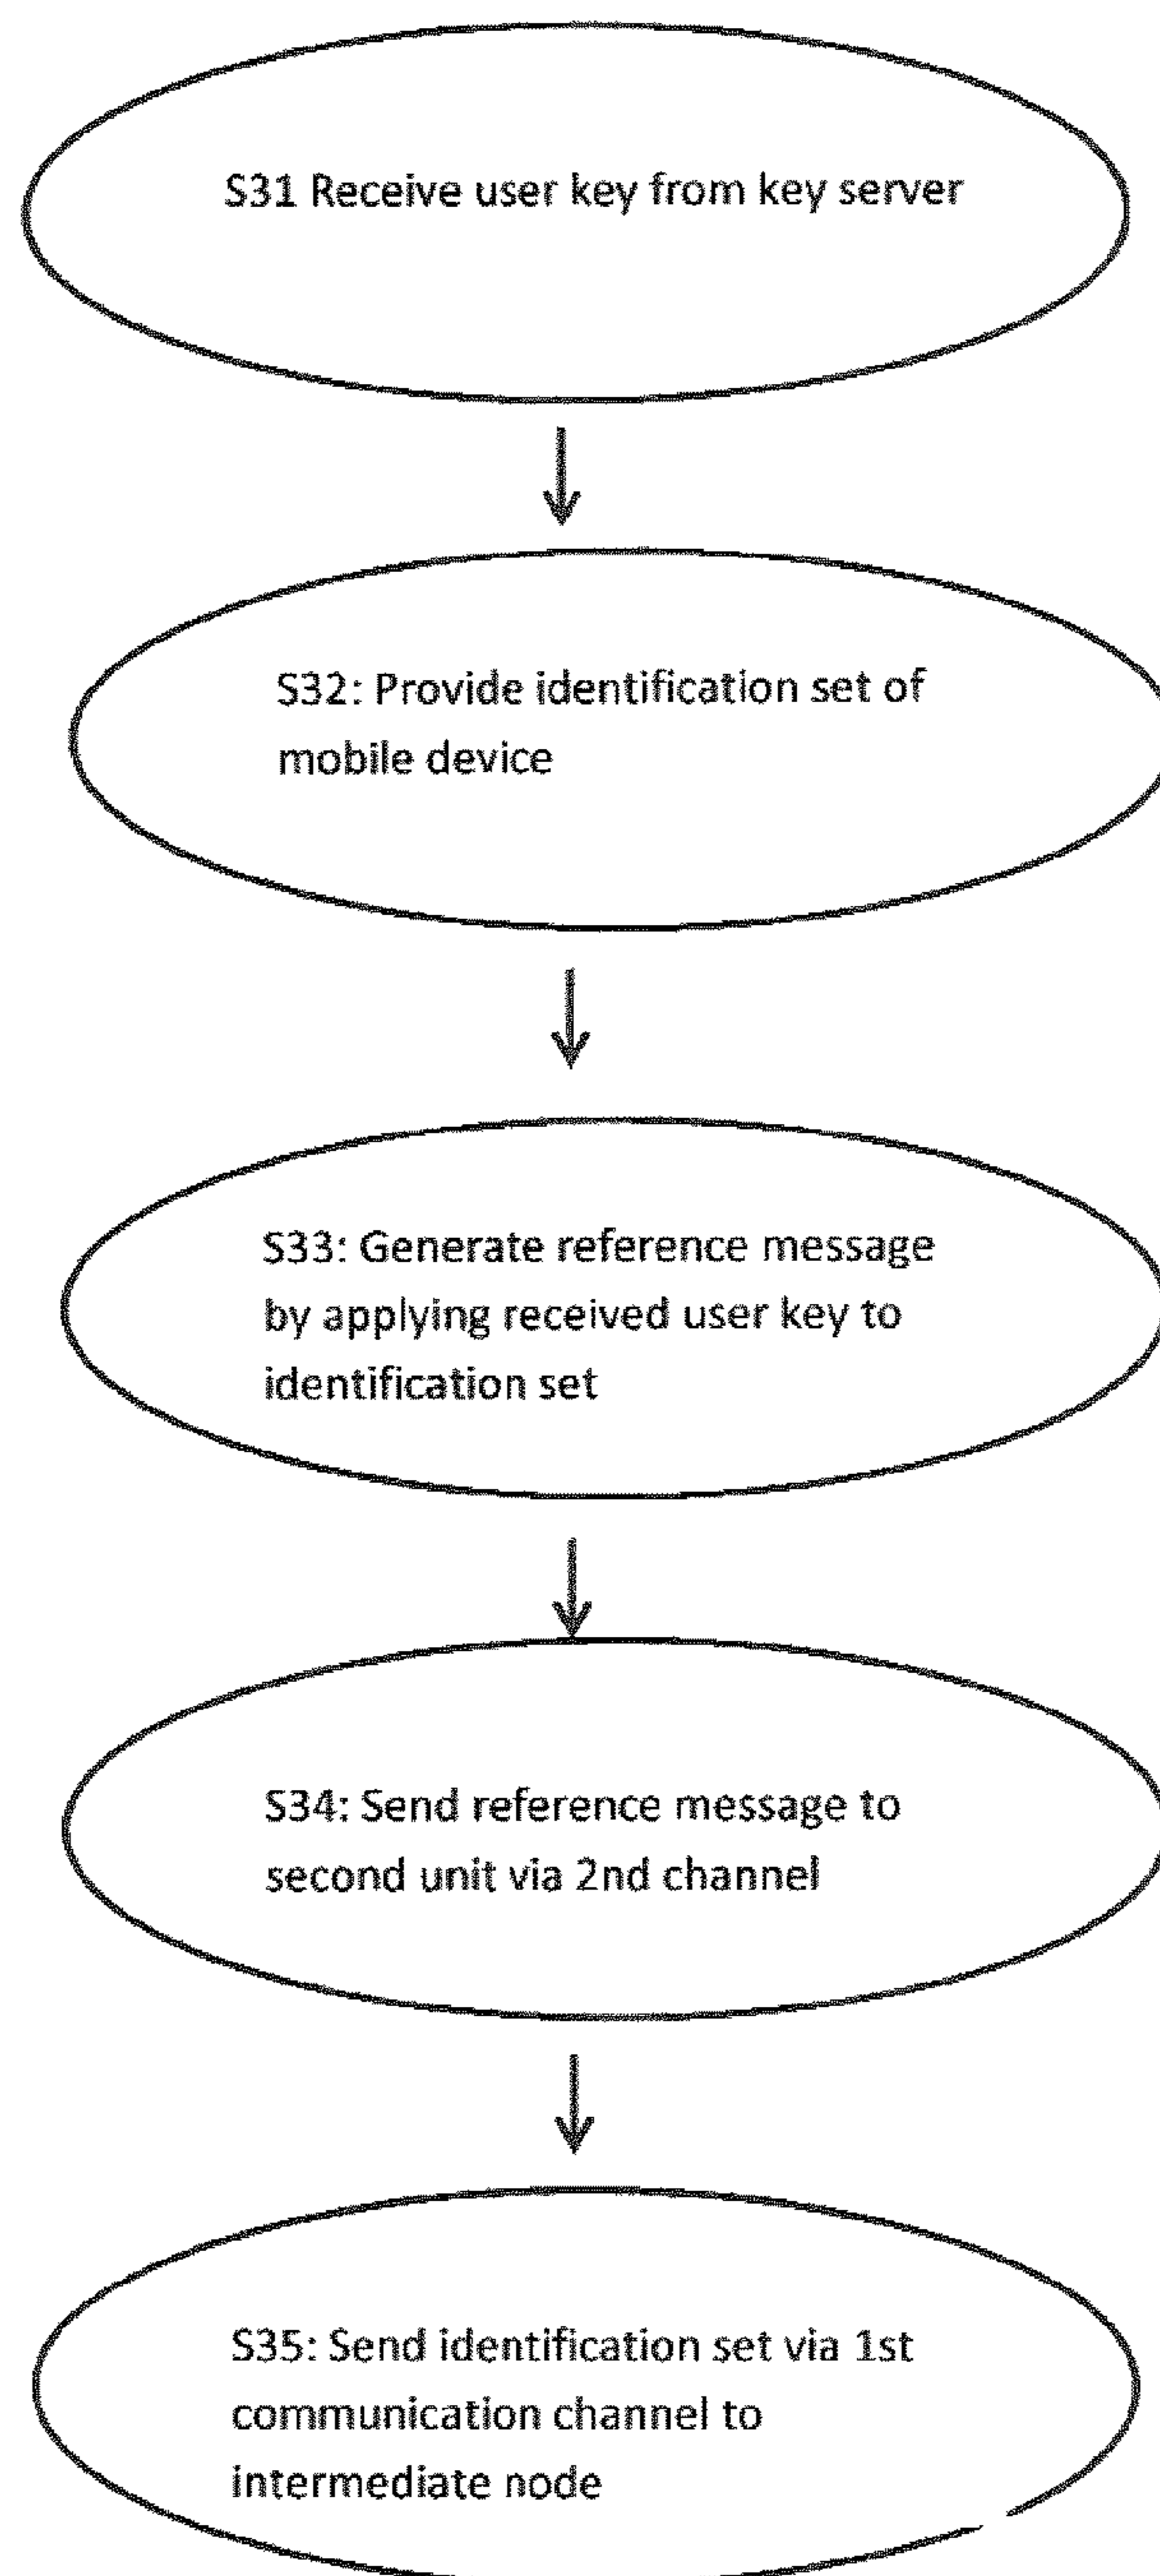 S31 Receive user key from key server
S32: Provide identification set of
mobile device
S33: Generate reference message
by applying received user key to
identification set
S34: Send reference message to
second unit via 2nd channel
S35: Send identification set via 1st
communication channel to
intermediate node